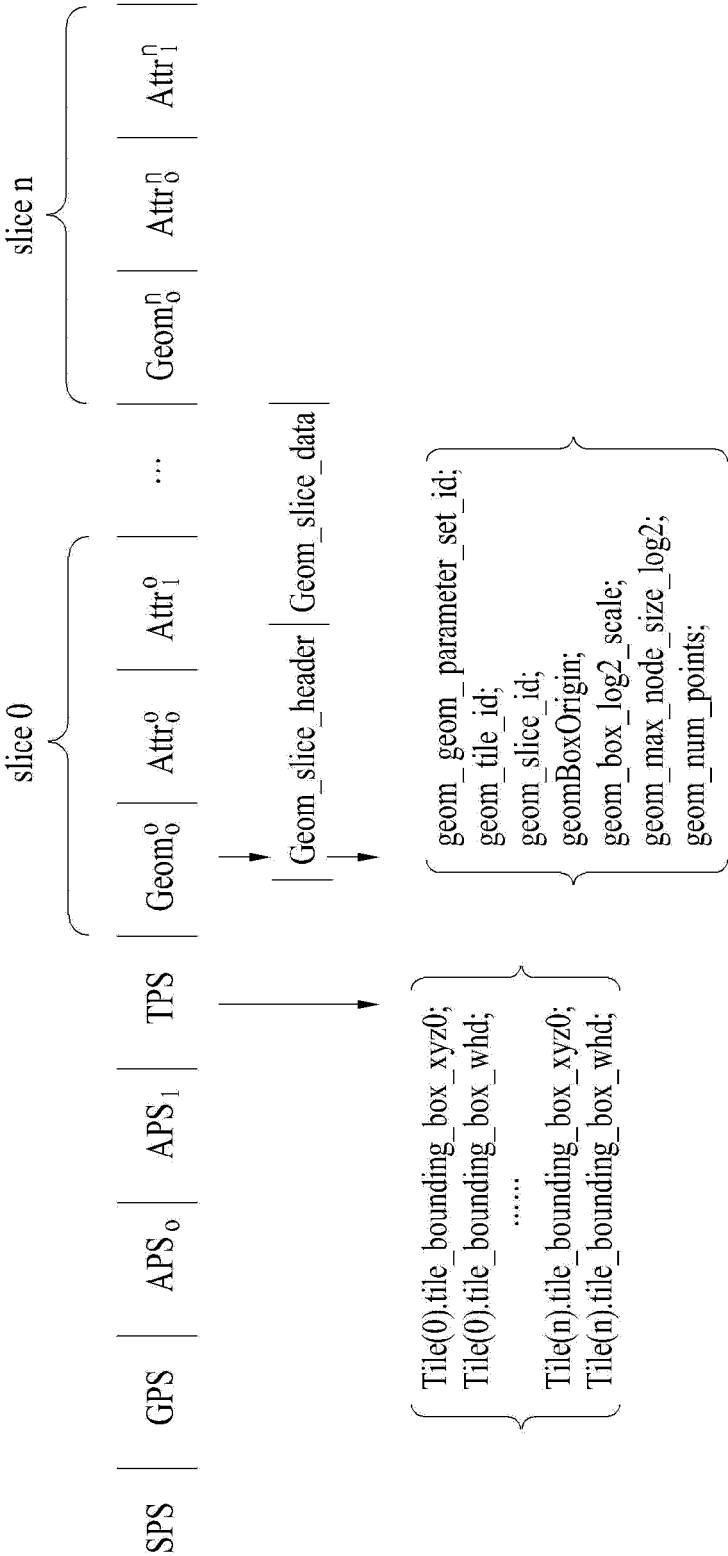 slice 0
slice n
SPS | GPS | APS₀ | APS₁ | TPS | Geom₀⁰ | Attr₀⁰ | Attr₁⁰ | ... | Geom₀ⁿ | Attr₀ⁿ | Attr₁ⁿ |
| Geom_slice_header | Geom_slice_data |
Tile(0).tile_bounding_box_xyz0;
Tile(0).tile_bounding_box_whd;
......
Tile(n).tile_bounding_box_xyz0;
Tile(n).tile_bounding_box_whd;
geom_geom_parameter_set_id;
geom_tile_id;
geom_slice_id;
geomBoxOrigin;
geom_box_log2_scale;
geom_max_node_size_log2;
geom_num_points;